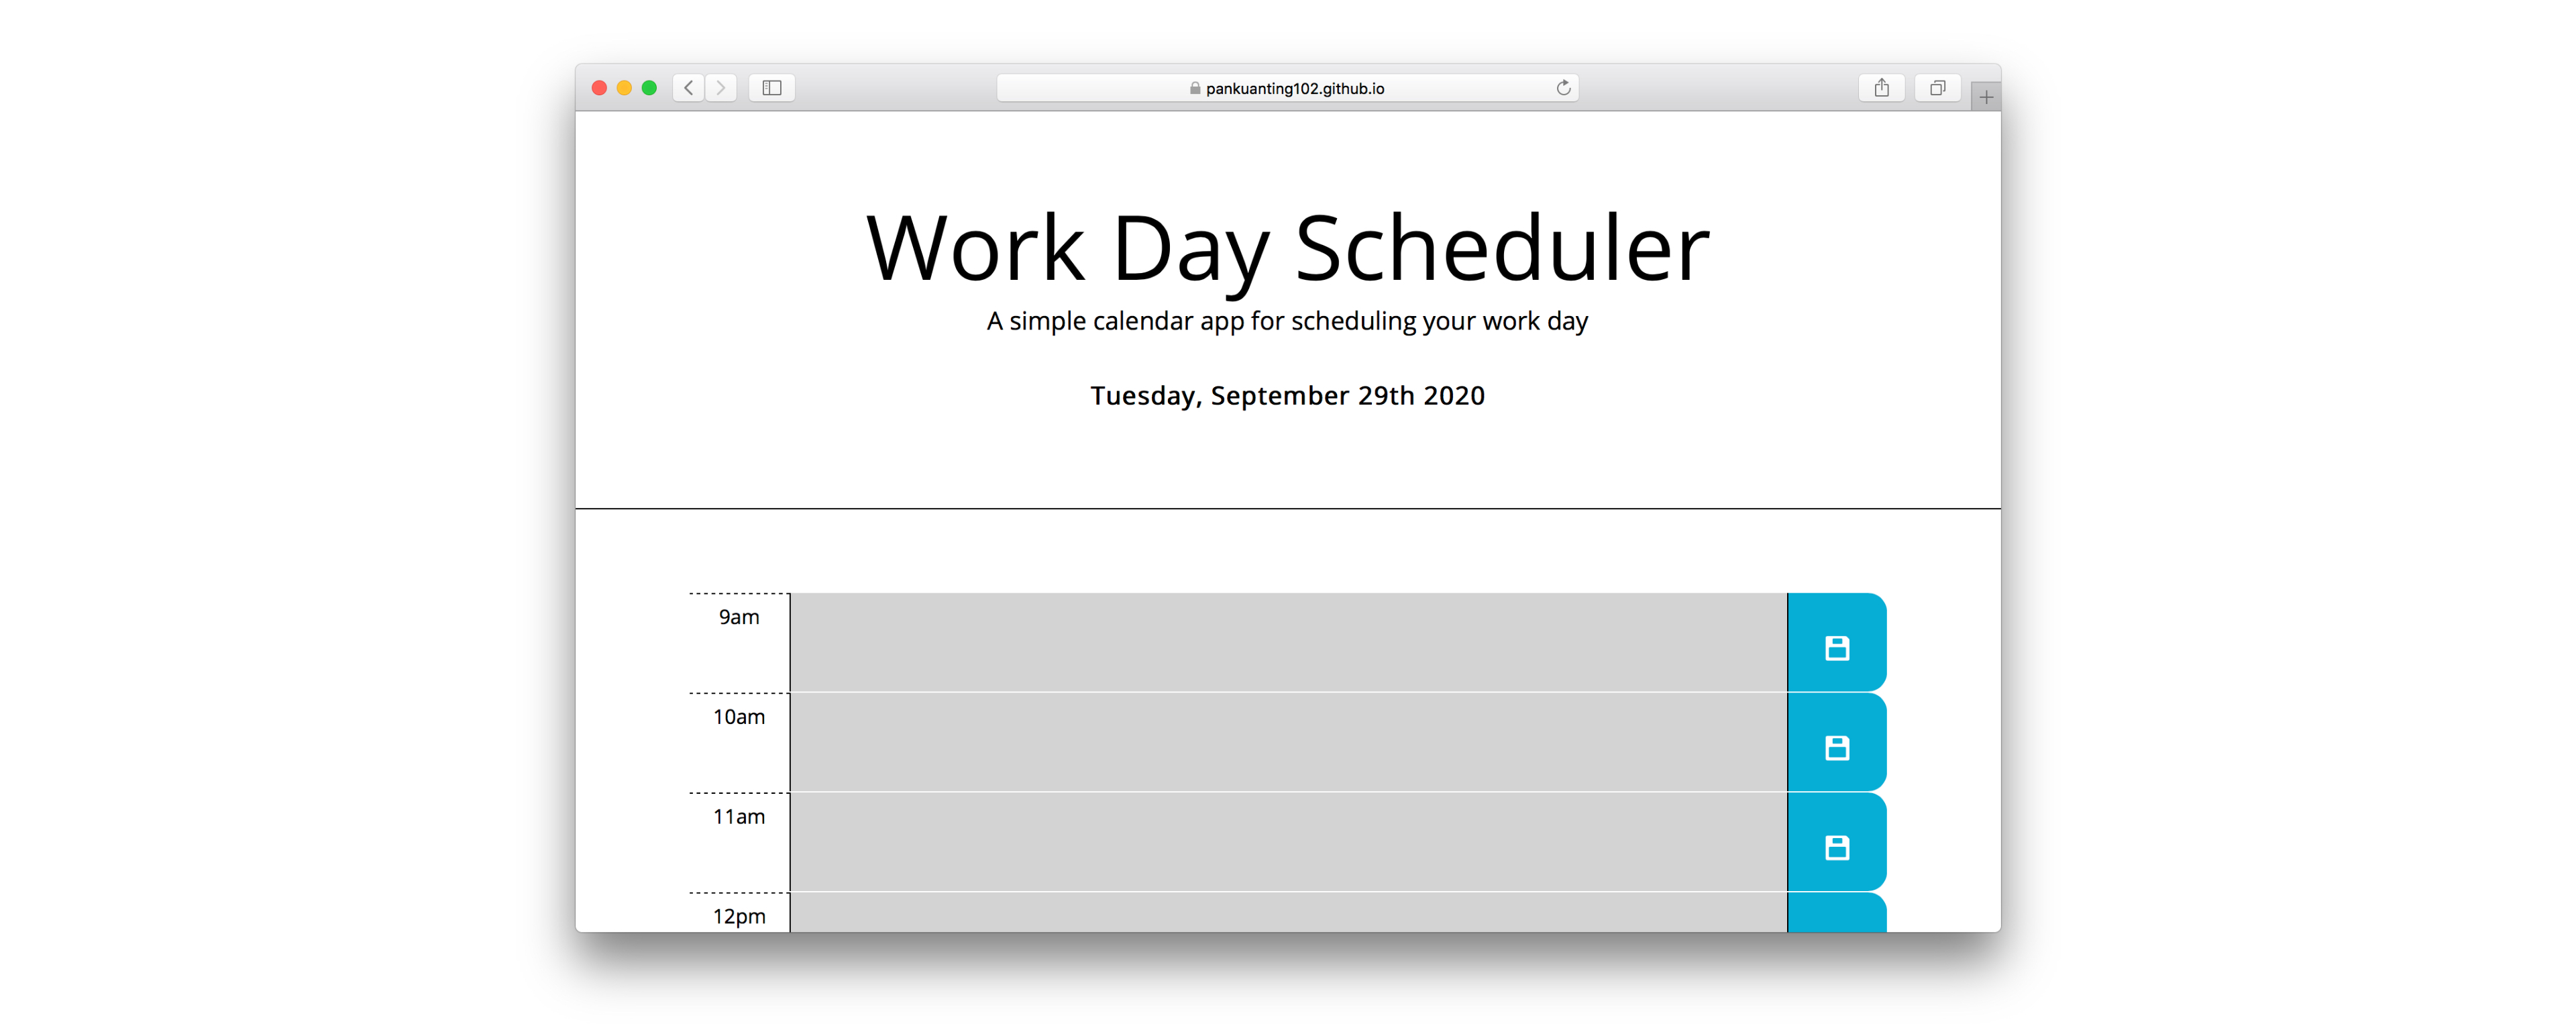 pankuanting102.github.io
Work Day Scheduler
A simple calendar app for scheduling your work day
Tuesday, September 29th 2020
9am
10am
11am
12pm